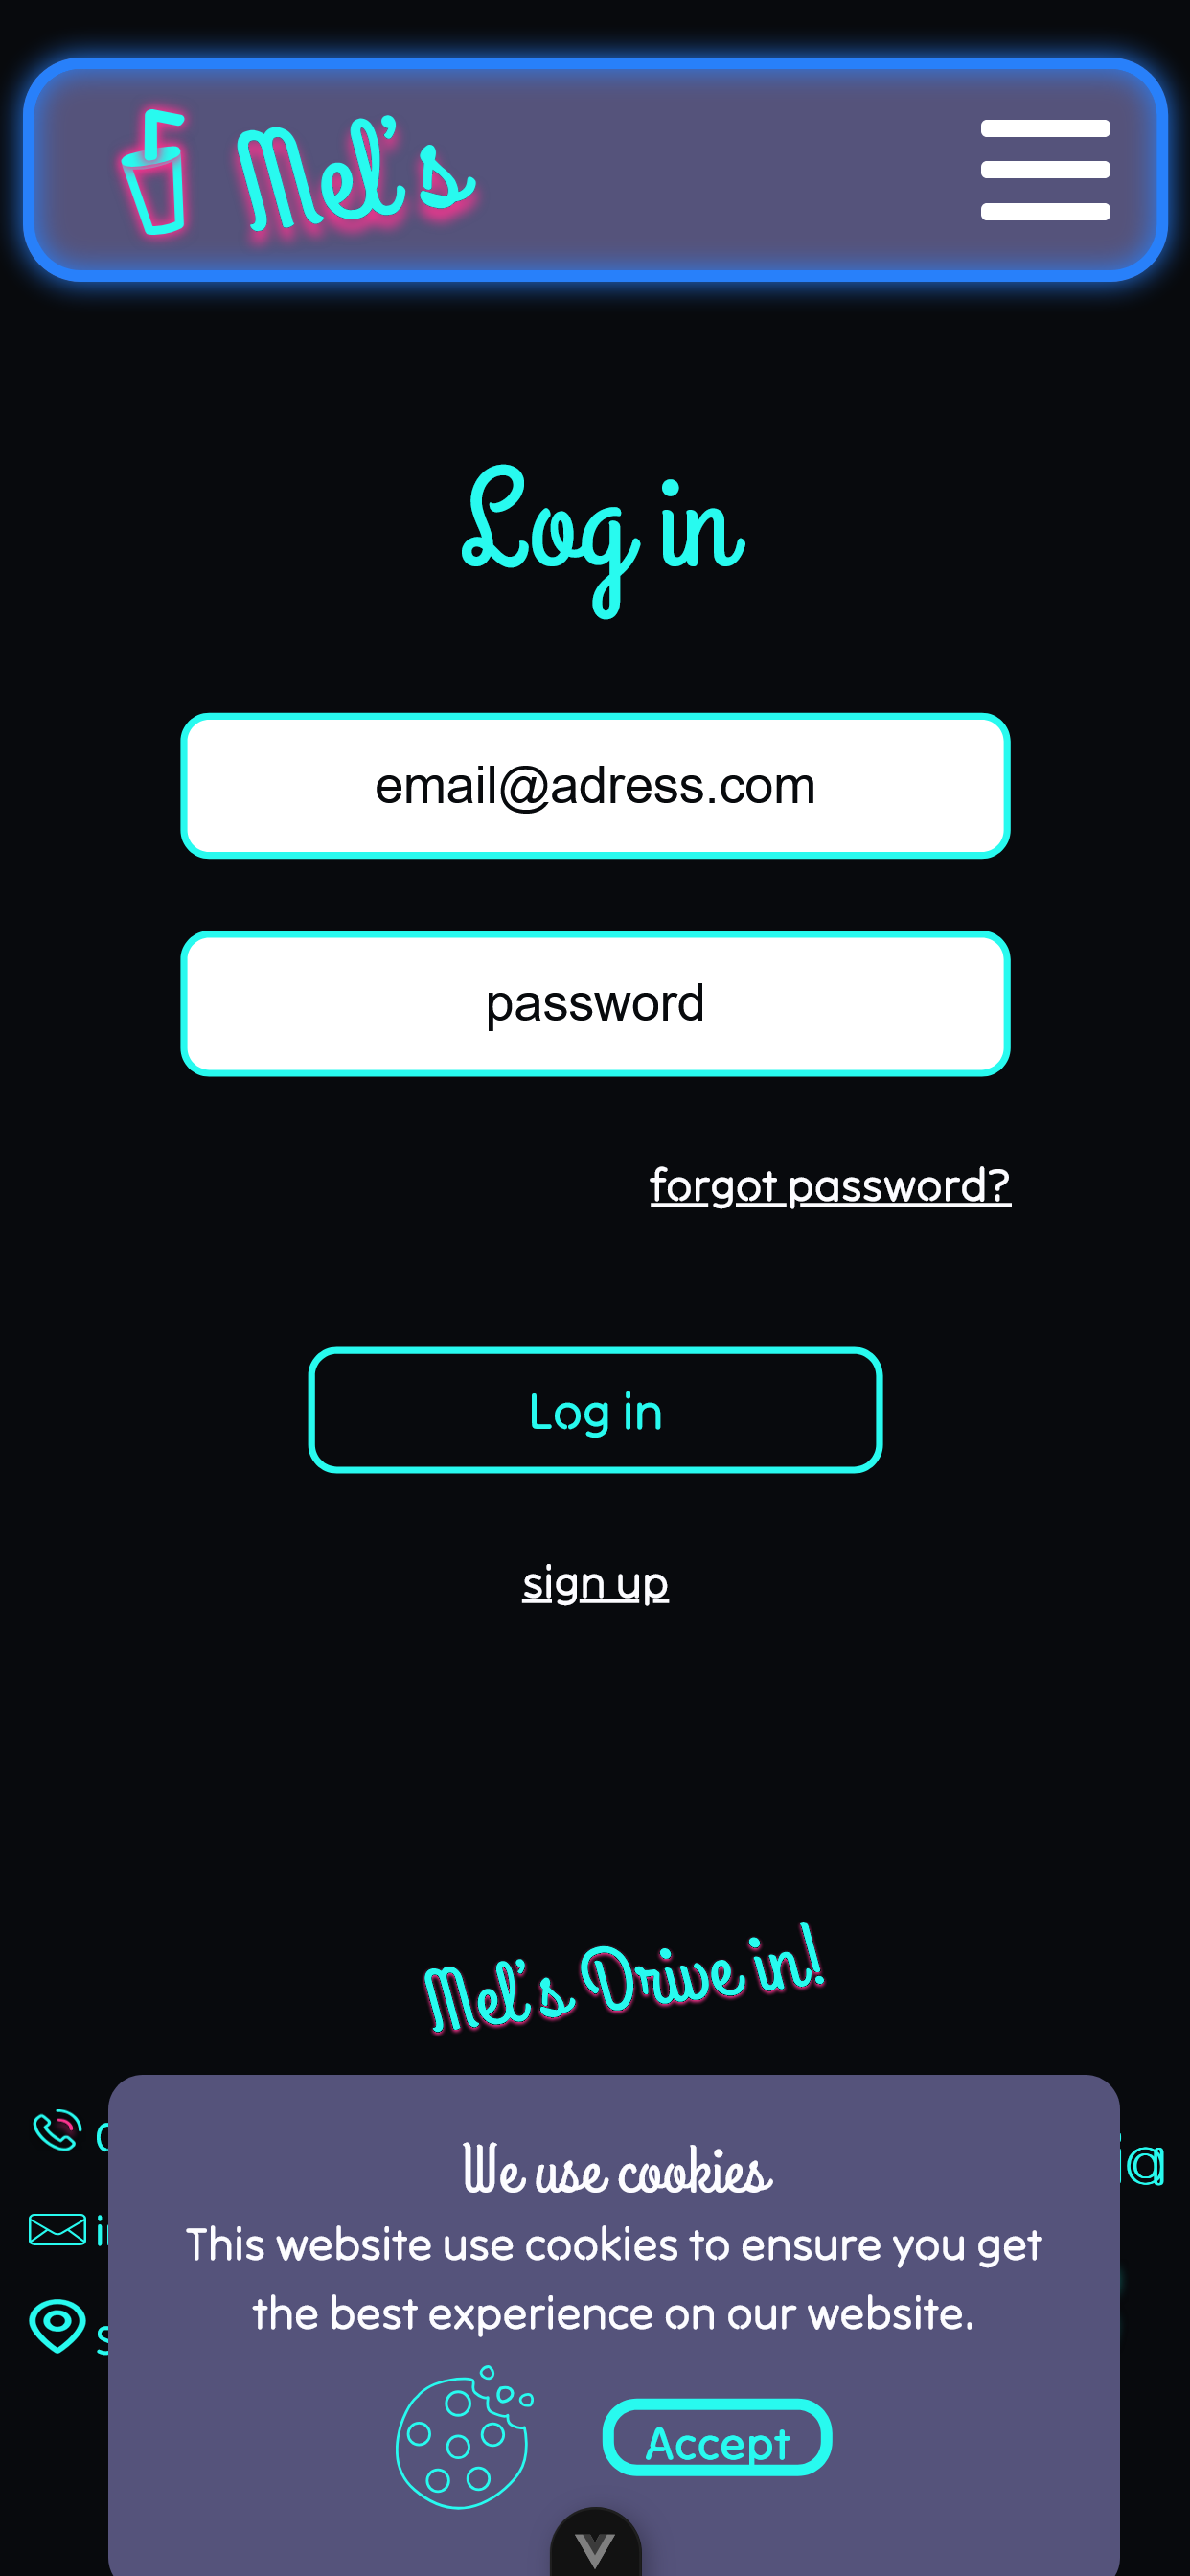 Mel's
Log in
email@adress.com
password
forgot password?
Log in
sign up
Mel's Drive in!
We use cookies
This website use cookies to ensure you get
the best experience on our website.
Accept